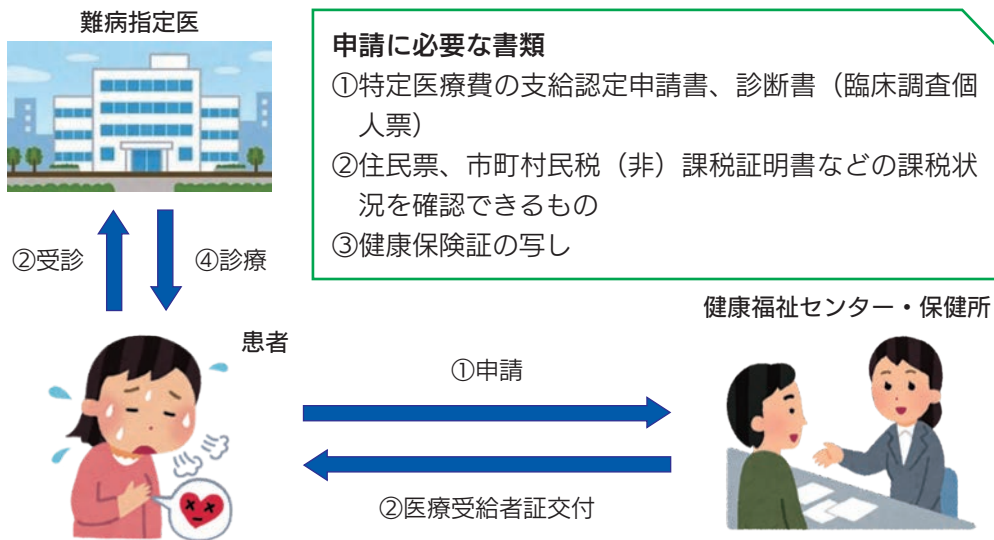 難病指定医
申請に必要な書類
①特定医療費の支給認定申請書、診断書（臨床調査個
人票）
②住民票、市町村民税（非）課税証明書などの課税状
況を確認できるもの
③健康保険証の写し
②受診
④診療
健康福祉センター・保健所
患者
①申請
②医療受給者証交付